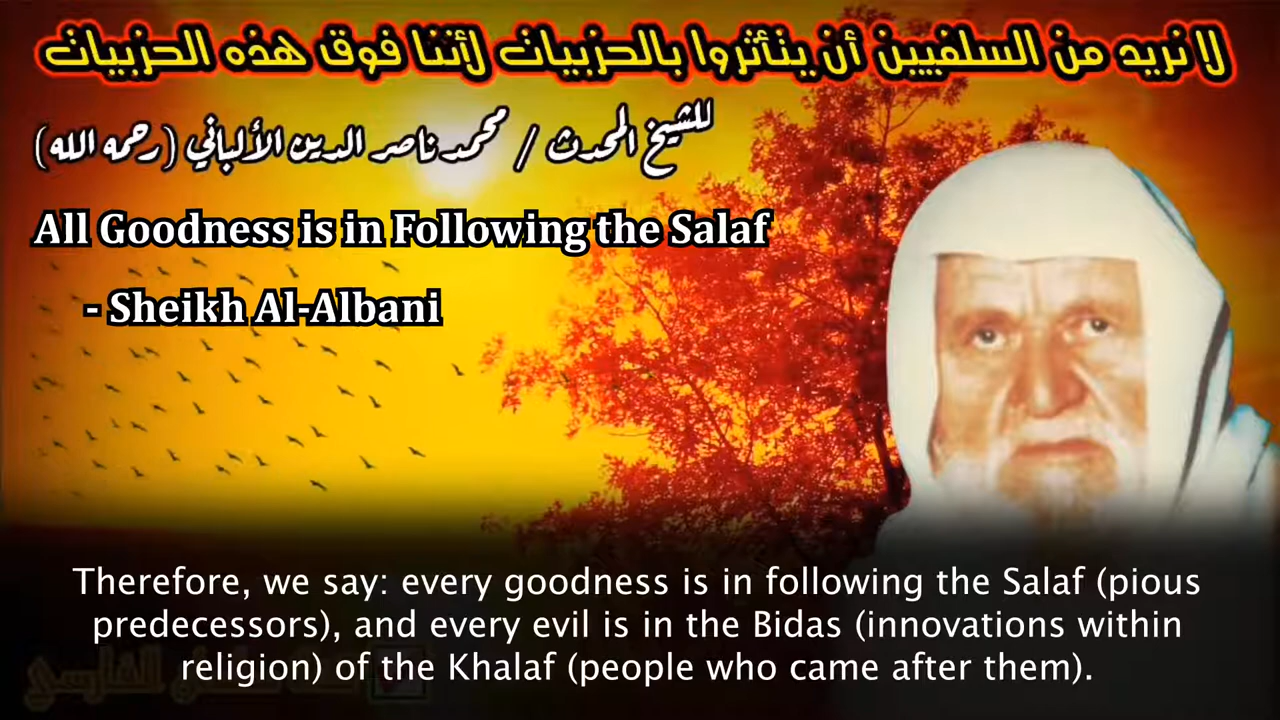 لا نريد من السلفيين أن يتأثروا بالحزبيات لأننا فوق هذه الحزبيات
للشيخ المحدث / محمد ناصر الدين الألباني (رحمه الله)
All Goodness is in Following the Salaf
- Sheikh Al-Albani
Therefore, we say: every goodness is in following the Salaf (pious
predecessors), and every evil is in the Bidas (innovations within
religion) of the Khalaf (people who came after them).